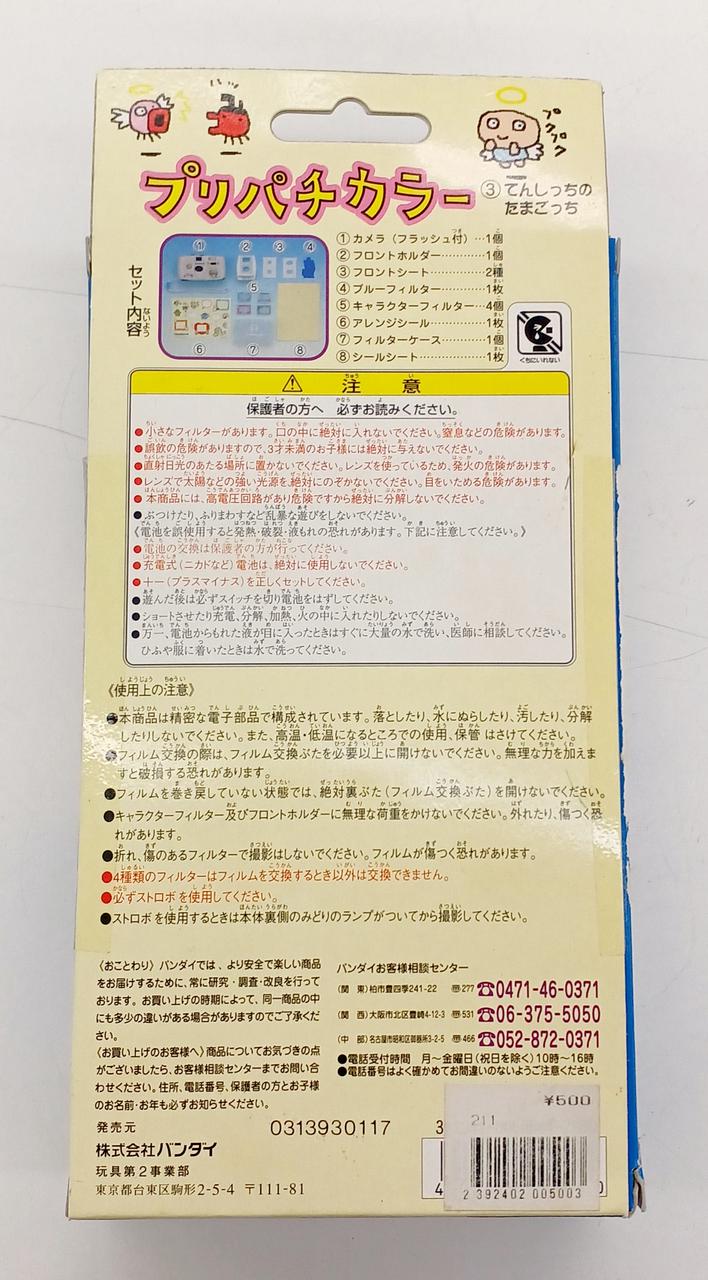 プクプク
プリパチカラー
③てんしっちの
たまごっち
セット内容
①カメラ(フラッシュ付)…1個
②フロントホルダー…………1個
③フロントシート……………2種
④ブルーフィルター…………1枚
⑤キャラクターフィルター…4個
⑥アレンジシール……………1枚
⑦フィルターケース…………1個
⑧シールシート………………1枚
くちにいれない
⚠ 注意
保護者の方へ 必ずお読みください。
●小さなフィルターがあります。口の中に絶対に入れないでください。窒息などの危険があります。
●誤飲の危険がありますので、3才未満のお子様には絶対に与えないでください。
●直射日光のあたる場所に置かないでください。レンズを使っているため、発火の危険があります。
●レンズで太陽などの強い光源を絶対にのぞかないでください。目をいためる危険があります。
●本商品には、高電圧回路があり危険ですから絶対に分解しないでください。
●ぶつけたり、ふりまわすなど乱暴な遊びをしないでください。
《電池を誤使用すると発熱・破裂・液もれの恐れがあります。下記に注意してください。》
●電池の交換は保護者の方が行ってください。
●充電式(ニカドなど)電池は、絶対に使用しないでください。
●+−(プラスマイナス)を正しくセットしてください。
●遊んだ後は必ずスイッチを切り電池をはずしてください。
●ショートさせたり充電、分解、加熱、火の中に入れたりしないでください。
●万一、電池からもれた液が目に入ったときはすぐに大量の水で洗い、医師に相談してください。
ひふや服に着いたときは水で洗ってください。
《使用上の注意》
●本商品は精密な電子部品で構成されています。落としたり、水にぬらしたり、汚したり、分解
したりしないでください。また、高温・低温になるところでの使用、保管 はさけてください。
●フィルム交換の際は、フィルム交換ぶたを必要以上に開けないでください。無理な力を加えま
すと破損する恐れがあります。
●フィルムを巻き戻していない状態では、絶対裏ぶた(フィルム交換ぶた)を開けないでください。
●キャラクターフィルター及びフロントホルダーに無理な荷重をかけないでください。外れたり、傷つく恐
れがあります。
●折れ、傷のあるフィルターで撮影はしないでください。フィルムが傷つく恐れがあります。
●4種類のフィルターはフィルムを交換するとき以外は交換できません。
●必ずストロボを使用してください。
●ストロボを使用するときは本体裏側のみどりのランプがついてから撮影してください。
〈おことわり〉バンダイでは、より安全で楽しい商品
をお届けするために、常に研究・調査・改良を行って
おります。お買い上げの時期によって、同一商品の中
にも多少の違いがある場合がありますのでご了承くだ
さい。
〈お買い上げのお客様へ〉商品についてお気づきの点
がございましたら、お客様相談センターまでお問い合
わせください。住所、電話番号、保護者の方とお子様
のお名前・お年も必ずお知らせください。
バンダイお客様相談センター
(関 東)柏市豊四季241-22 〒277 ☎0471-46-0371
(関 西)大阪市北区豊崎4-12-3 〒531 ☎06-375-5050
(中 部)名古屋市昭和区御器所3-2-5 〒466 ☎052-872-0371
●電話受付時間 月〜金曜日(祝日を除く)10時〜16時
●電話番号はよく確かめてお間違いのないようご注意ください。
発売元
株式会社バンダイ
玩具第2事業部
東京都台東区駒形2-5-4 〒111-81
0313930117
¥500
211
2 392402 005003